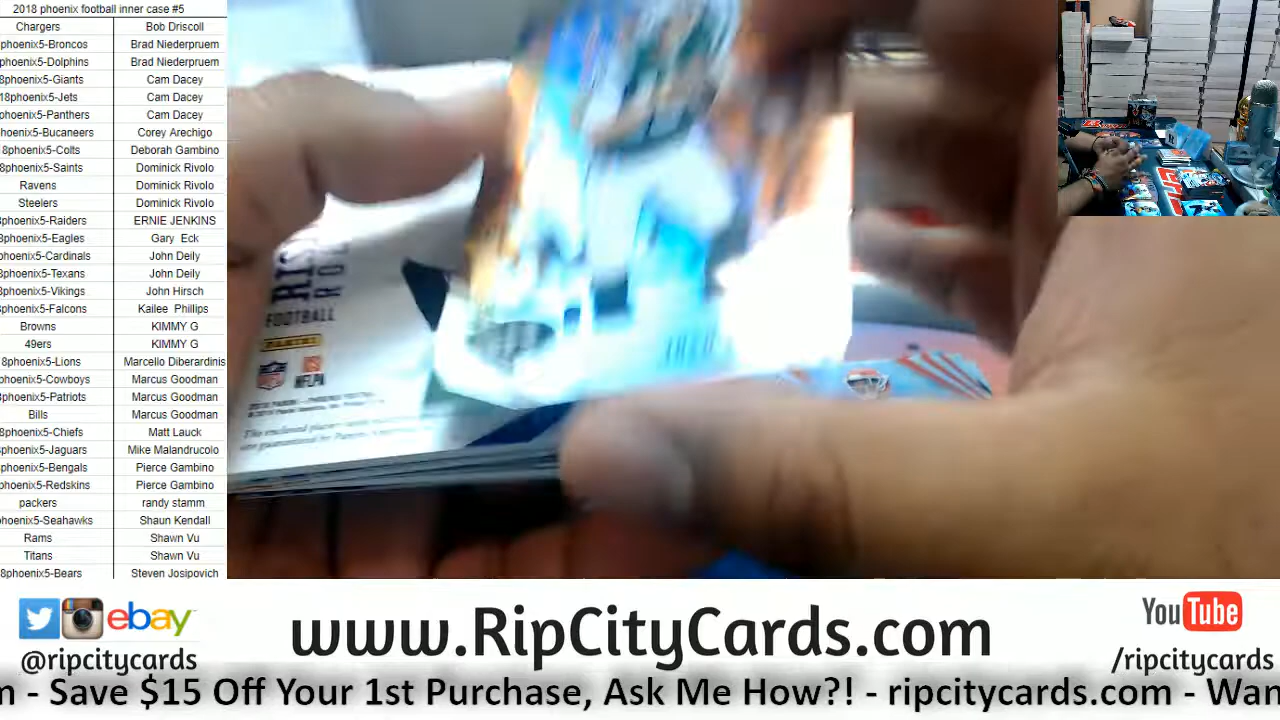 2018 phoenix football inner case #5
Chargers Bob Driscoll
phoenix5-Broncos Brad Niederpruem
phoenix5-Dolphins Brad Niederpruem
8phoenix5-Giants Cam Dacey
18phoenix5-Jets Cam Dacey
phoenix5-Panthers Cam Dacey
hoenix5-Bucaneers Corey Arechigo
8phoenix5-Colts Deborah Gambino
8phoenix5-Saints Dominick Rivolo
Ravens Dominick Rivolo
Steelers Dominick Rivolo
phoenix5-Raiders ERNIE JENKINS
8phoenix5-Eagles Gary Eck
phoenix5-Cardinals John Deily
8phoenix5-Texans John Deily
8phoenix5-Vikings John Hirsch
phoenix5-Falcons Kailee Phillips
Browns KIMMY G
49ers KIMMY G
8phoenix5-Lions Marcello Diberardinis
phoenix5-Cowboys Marcus Goodman
phoenix5-Patriots Marcus Goodman
Bills Marcus Goodman
8phoenix5-Chiefs Matt Lauck
phoenix5-Jaguars Mike Malandrucolo
phoenix5-Bengals Pierce Gambino
phoenix5-Redskins Pierce Gambino
packers randy stamm
hoenix5-Seahawks Shaun Kendall
Rams Shawn Vu
Titans Shawn Vu
8phoenix5-Bears Steven Josipovich
FOOTBALL
PANINI
NFL
NFLPA
ebay
@ripcitycards
www.RipCityCards.com
YouTube
/ripcitycards
m - Save $15 Off Your 1st Purchase, Ask Me How?! - ripcitycards.com - Wan